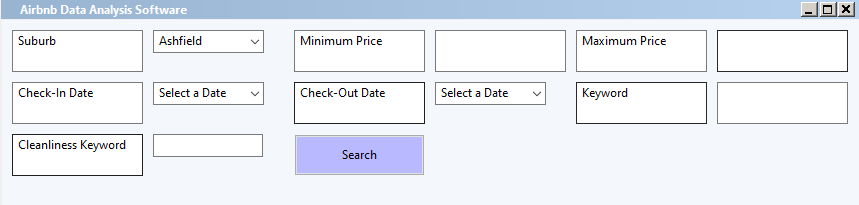 Airbnb Data Analysis Software
Suburb Ashfield Minimum Price Maximum Price
Check-In Date Select a Date Check-Out Date Select a Date Keyword
Cleanliness Keyword Search